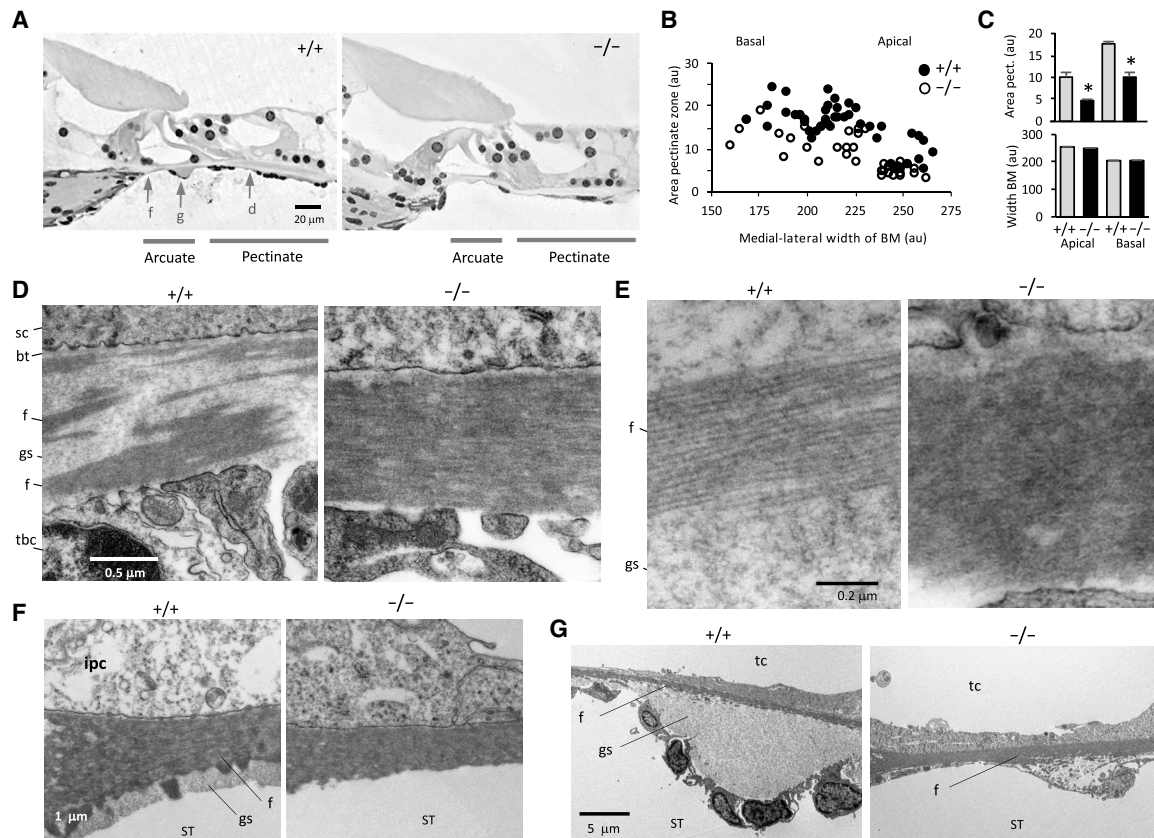 A
+/+
−/−
f
g
d
20 μm
Arcuate
Pectinate
Arcuate
Pectinate
B
Basal
Apical
+/+
−/−
Area pectinate zone (au)
30
20
10
0
150
175
200
225
250
275
Medial-lateral width of BM (au)
C
Area pect. (au)
20
15
10
5
0
*
*
Width BM (au)
300
200
100
0
+/+ −/− +/+ −/−
Apical
Basal
D
+/+
−/−
sc
bt
f
gs
f
tbc
0.5 μm
E
+/+
−/−
f
gs
0.2 μm
F
+/+
−/−
ipc
f
gs
1 μm
ST
ST
G
+/+
−/−
tc
f
gs
5 μm
ST
tc
f
ST